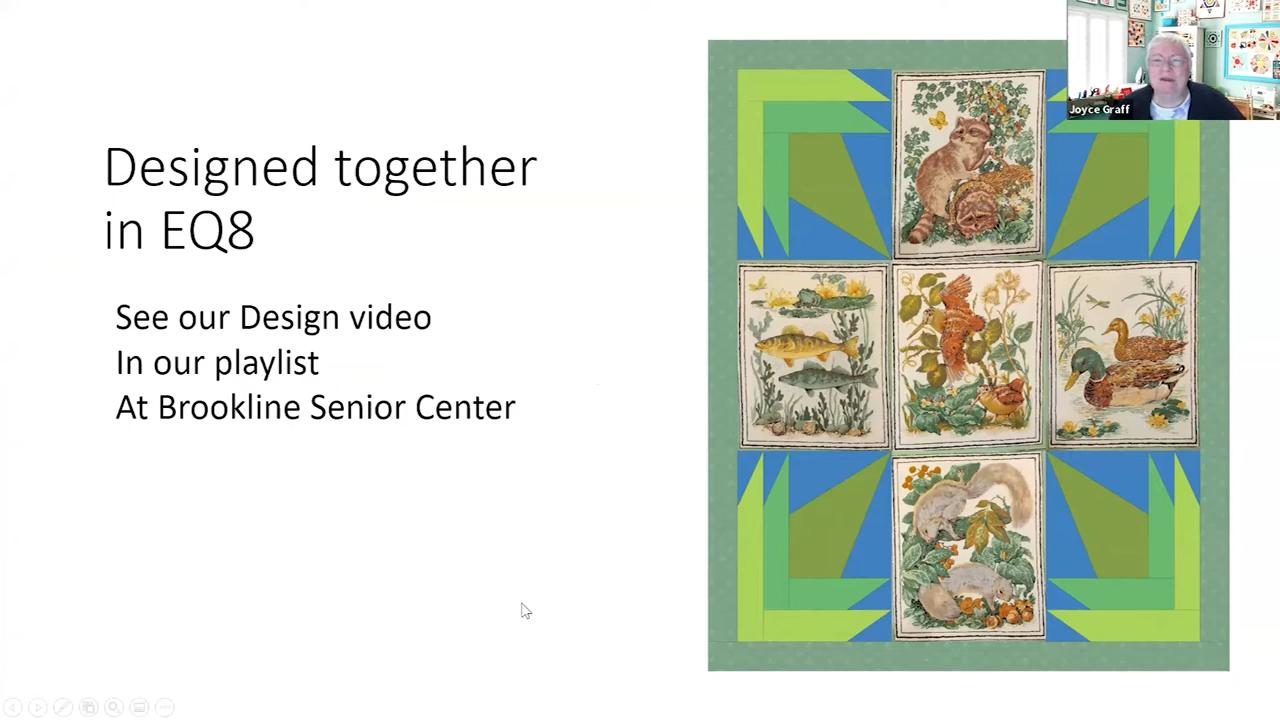 Designed together
in EQ8
See our Design video
In our playlist
At Brookline Senior Center
Joyce Graff